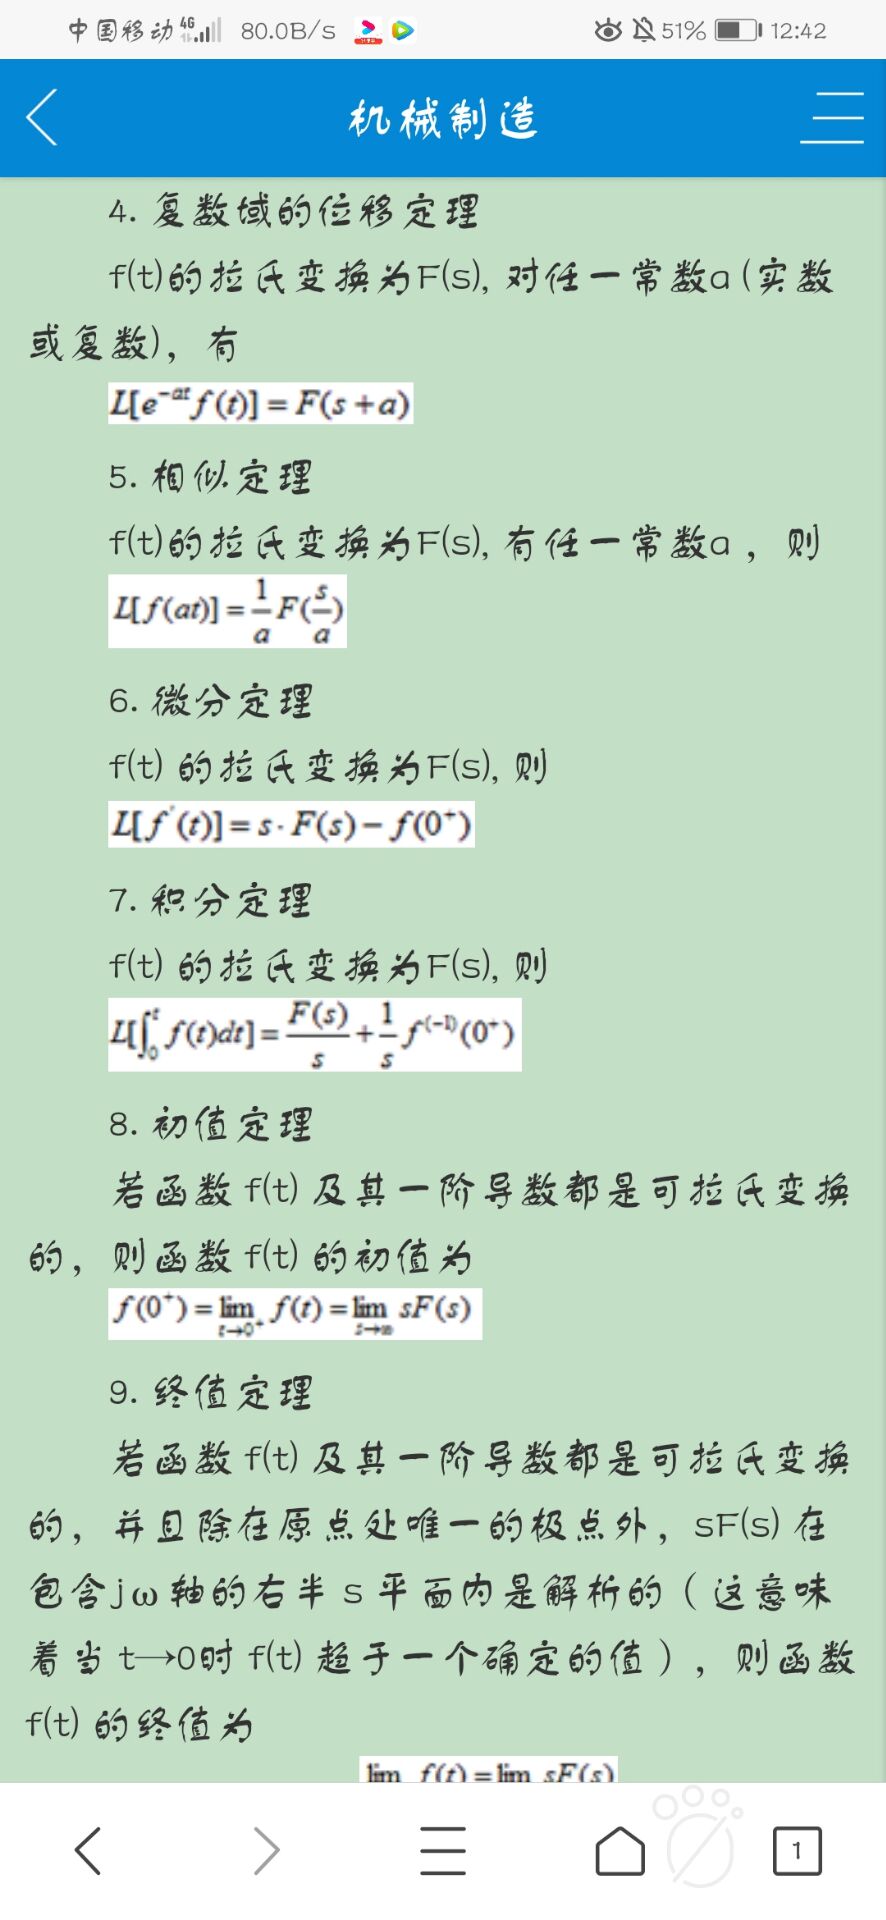 中国移动 4G 80.0B/s 51% 12:42
机械制造
4. 复数域的位移定理
f(t)的拉氏变换为F(s), 对任一常数a (实数
或复数), 有
L[e^{-at}f(t)] = F(s+a)
5. 相似定理
f(t)的拉氏变换为F(s), 有任一常数a , 则
L[f(at)] = \frac{1}{a}F(\frac{s}{a})
6. 微分定理
f(t) 的拉氏变换为F(s), 则
L[f'(t)] = s·F(s) − f(0⁺)
7. 积分定理
f(t) 的拉氏变换为F(s), 则
L[\int_0^t f(t)dt] = \frac{F(s)}{s} + \frac{1}{s}f^{(-1)}(0⁺)
8. 初值定理
若函数 f(t) 及其一阶导数都是可拉氏变换
的, 则函数 f(t) 的初值为
f(0⁺) = \lim_{t→0⁺} f(t) = \lim_{s→∞} sF(s)
9. 终值定理
若函数 f(t) 及其一阶导数都是可拉氏变换
的, 并且除在原点处唯一的极点外, sF(s) 在
包含jω轴的右半 s 平面内是解析的 ( 这意味
着当 t→0时 f(t) 趋于一个确定的值 ) , 则函数
f(t) 的终值为
lim f(t) = lim sF(s)
1